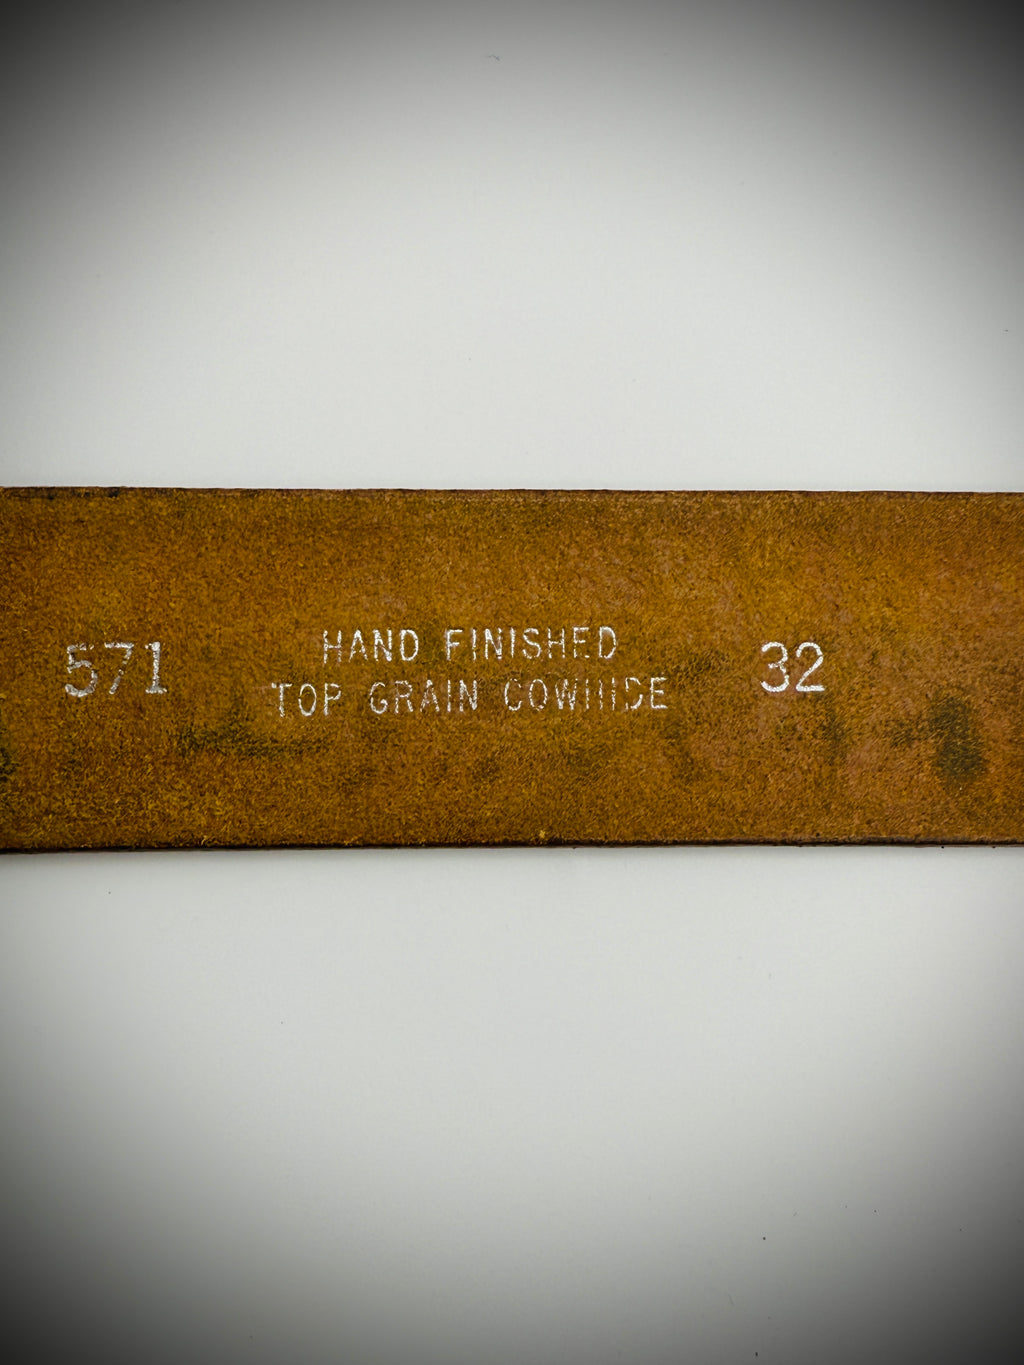 571
HAND FINISHED
TOP GRAIN COWHIDE
32